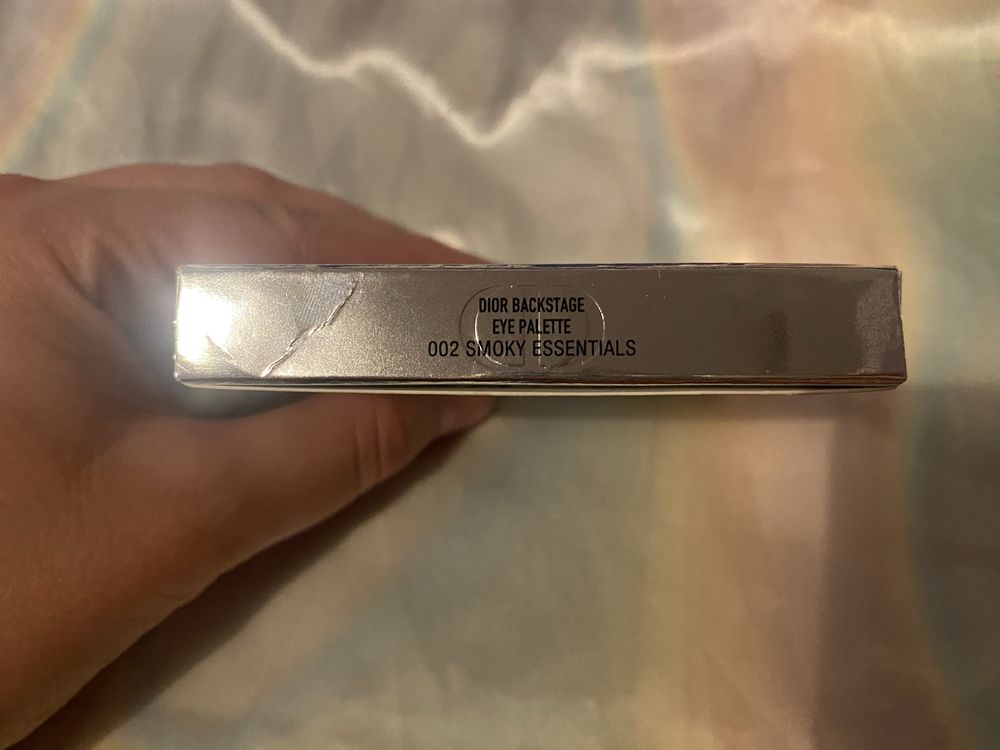 DIOR BACKSTAGE
EYE PALETTE
002 SMOKY ESSENTIALS